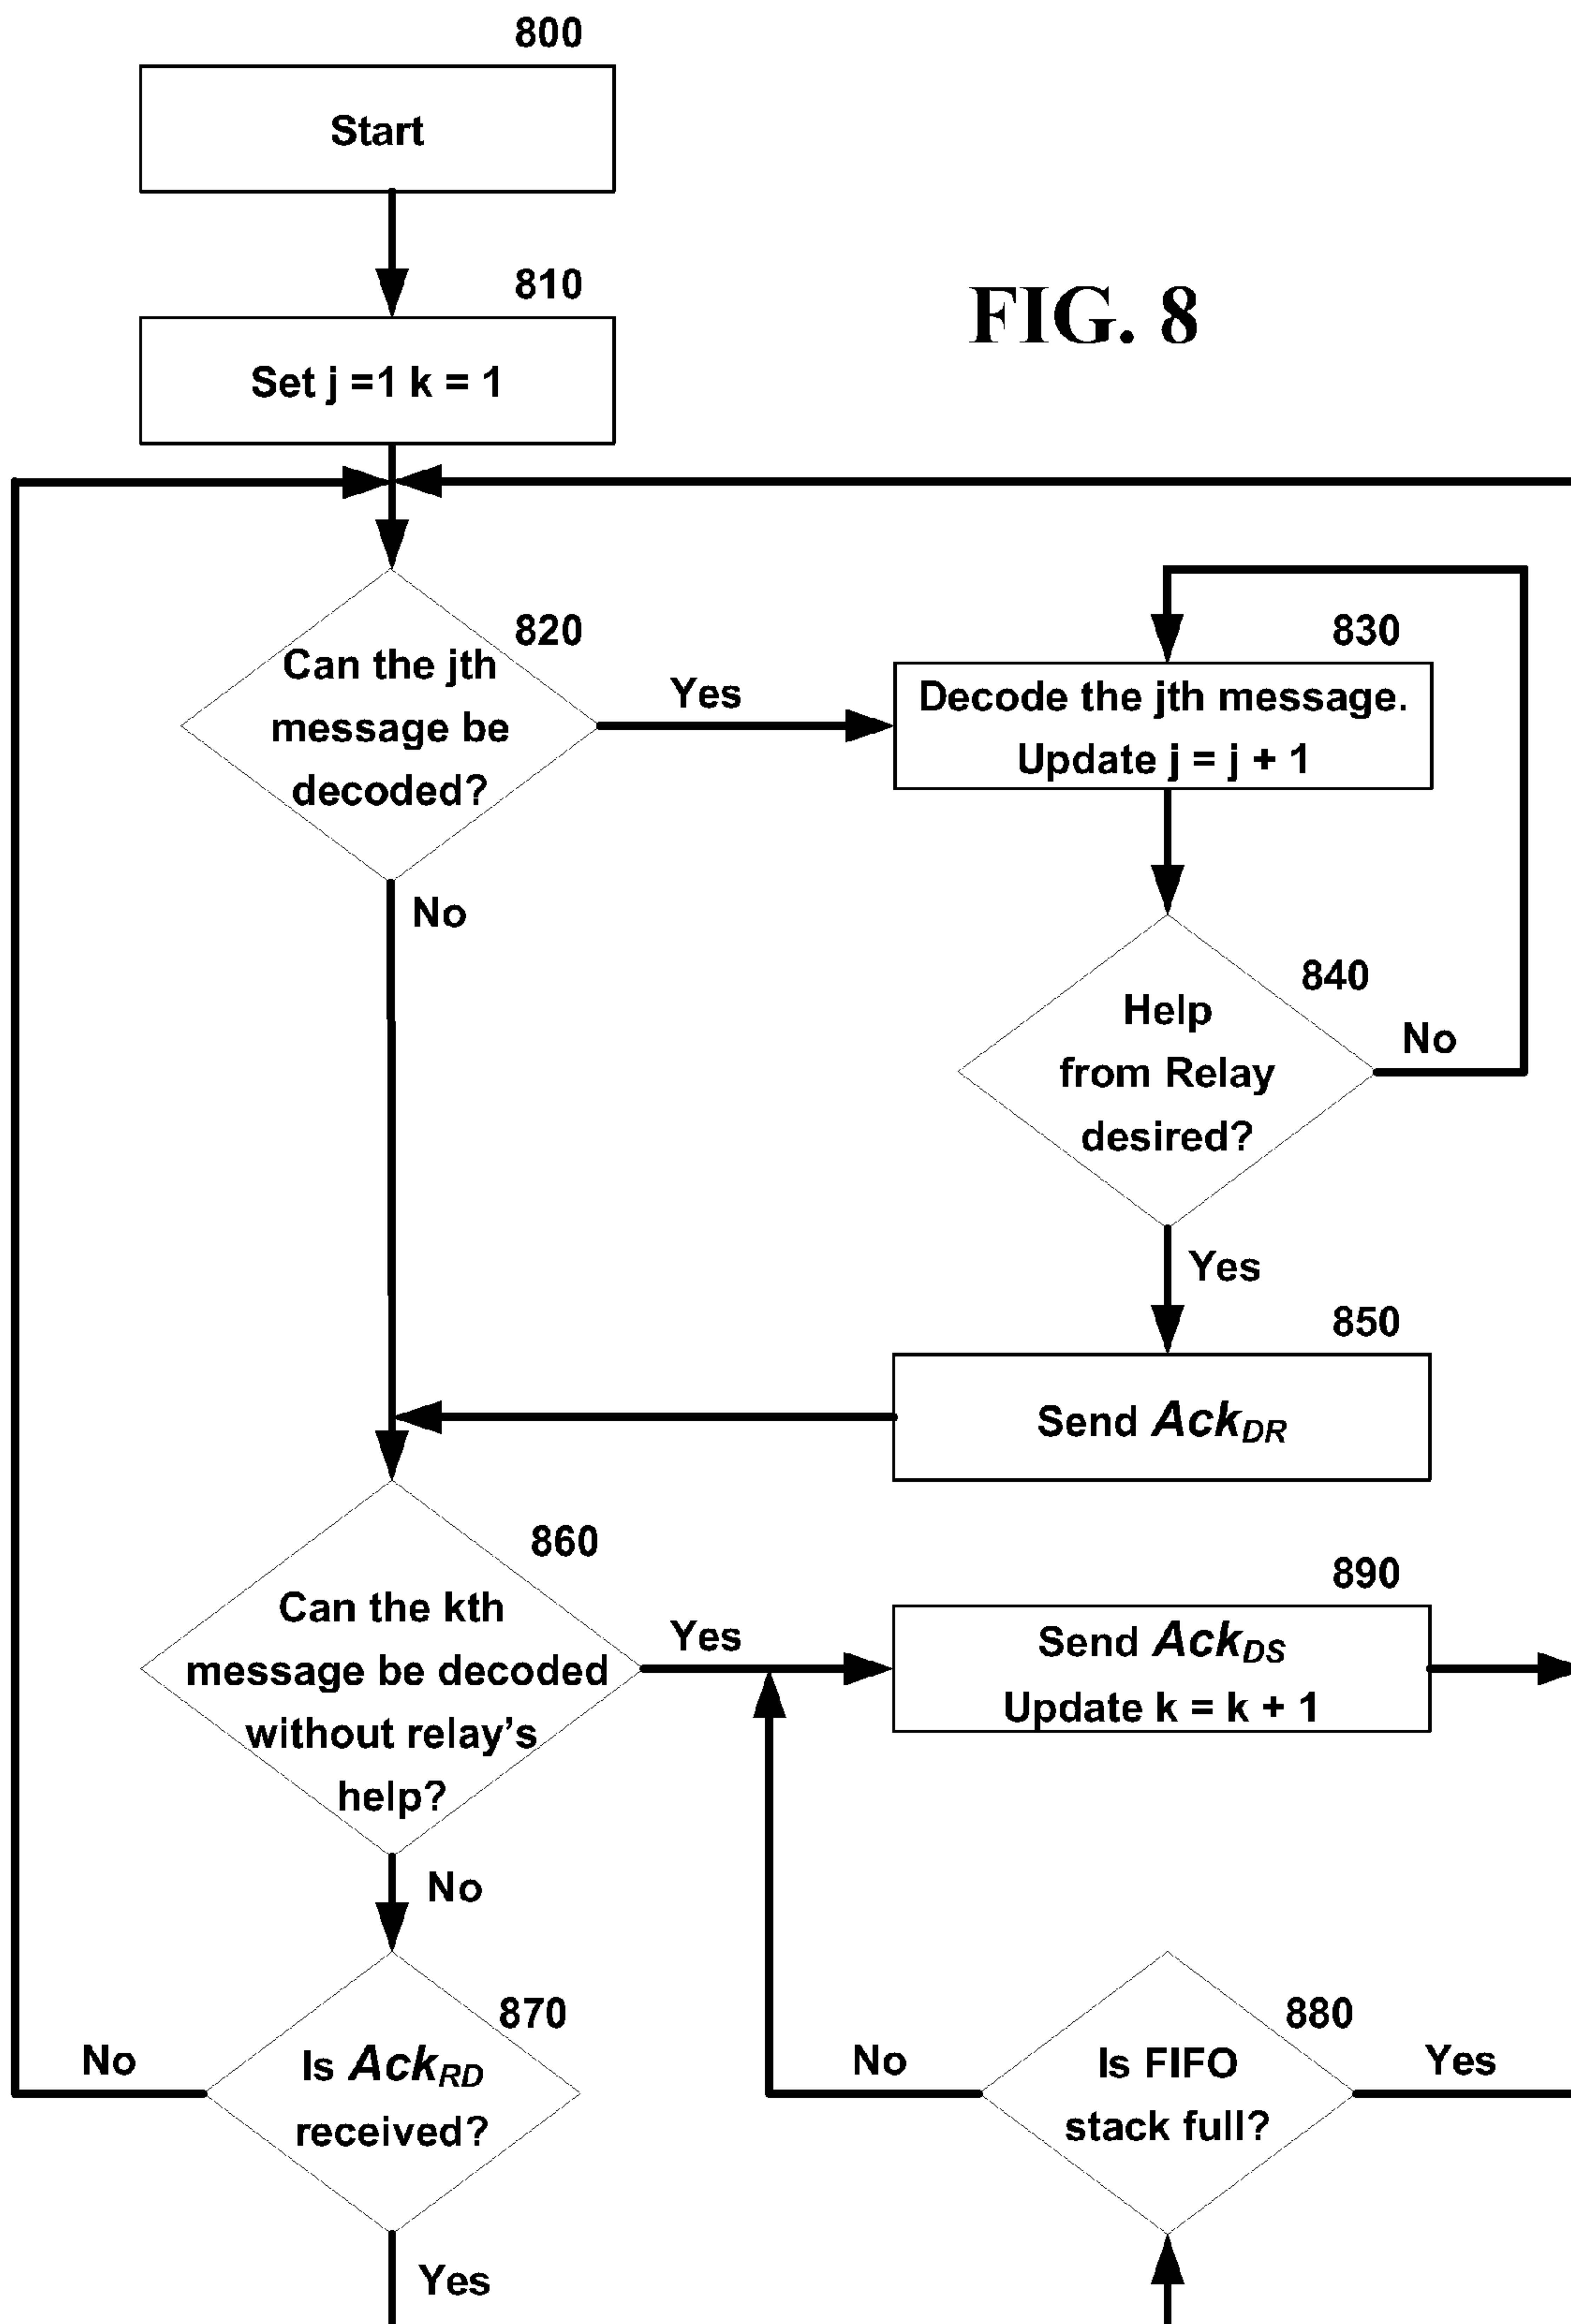 800
Start
810
FIG. 8
Set j =1 k = 1
820
Can the jth
message be
decoded?
Yes
830
Decode the jth message.
Update j = j + 1
No
840
Help
from Relay
desired?
No
Yes
850
Send AckDR
860
Can the kth
message be decoded
without relay's
help?
Yes
890
Send AckDS
Update k = k + 1
No
870
Is AckRD
received?
No
Yes
880
Is FIFO
stack full?
No
Yes